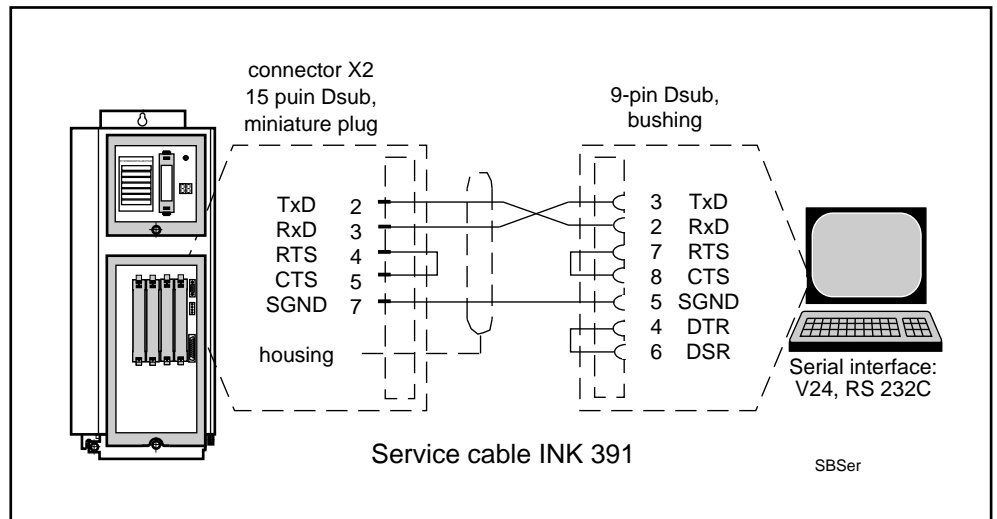 connector X2
15 puin Dsub,
miniature plug
9-pin Dsub,
bushing
TxD 2
RxD 3
RTS 4
CTS 5
SGND 7
housing
3 TxD
2 RxD
7 RTS
8 CTS
5 SGND
4 DTR
6 DSR
Serial interface:
V24, RS 232C
Service cable INK 391
SBSer